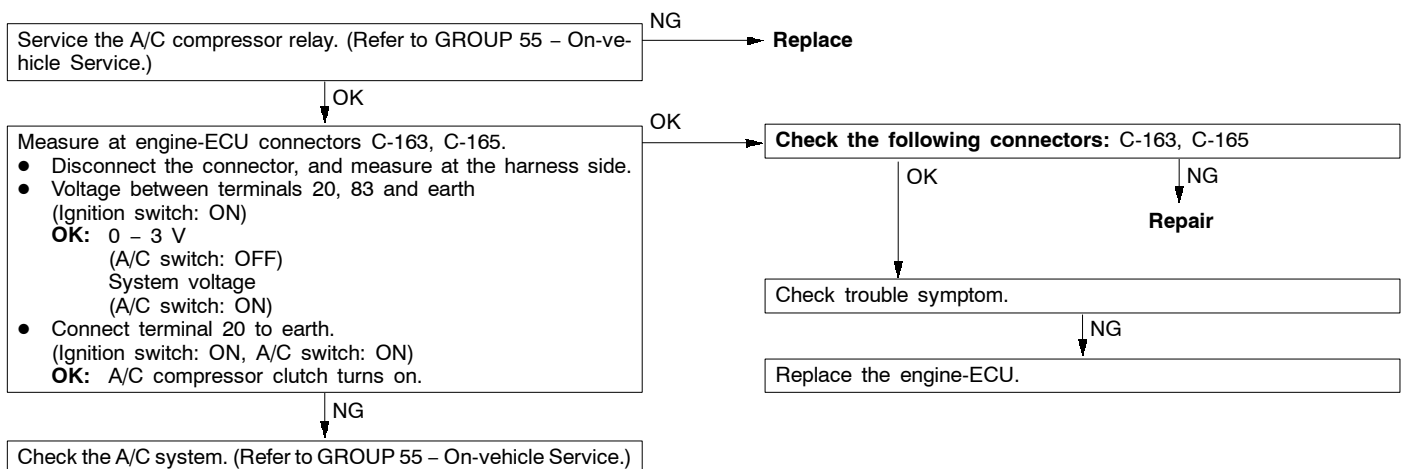 Service the A/C compressor relay. (Refer to GROUP 55 – On-ve-
hicle Service.)
NG
Replace
OK
Measure at engine-ECU connectors C-163, C-165.
● Disconnect the connector, and measure at the harness side.
● Voltage between terminals 20, 83 and earth
(Ignition switch: ON)
OK: 0 – 3 V
(A/C switch: OFF)
System voltage
(A/C switch: ON)
● Connect terminal 20 to earth.
(Ignition switch: ON, A/C switch: ON)
OK: A/C compressor clutch turns on.
OK
Check the following connectors: C-163, C-165
OK
NG
Repair
Check trouble symptom.
NG
Replace the engine-ECU.
NG
Check the A/C system. (Refer to GROUP 55 – On-vehicle Service.)